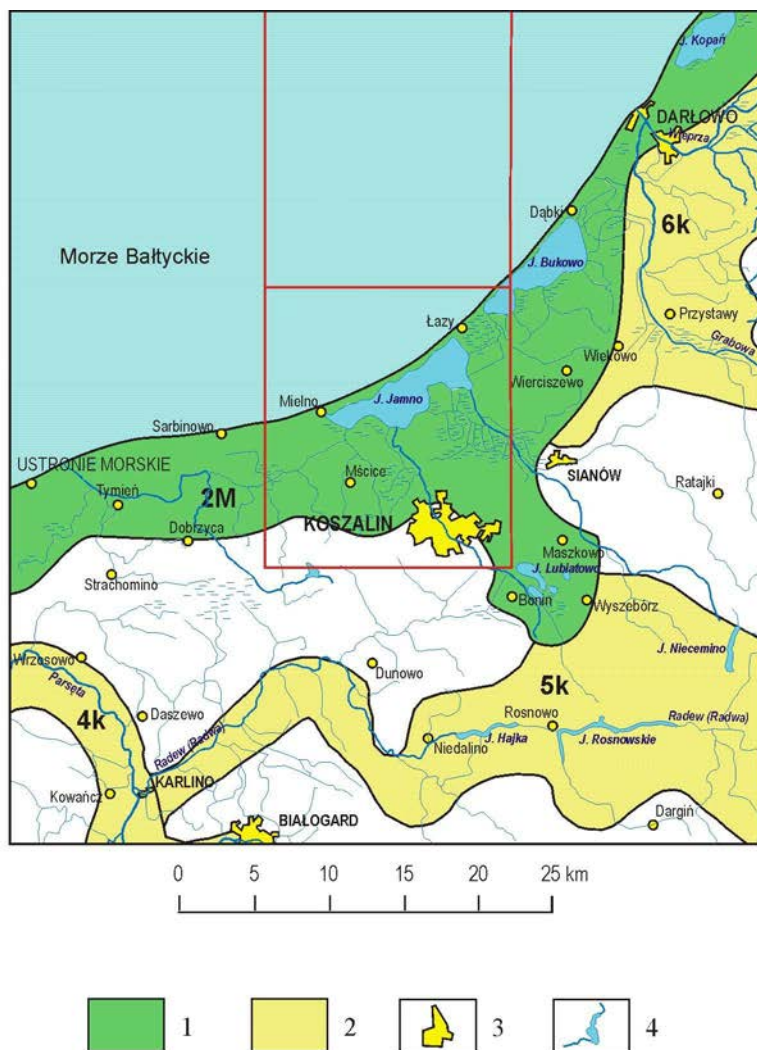 J. Kopań
DARŁOWO
Wieprza
Dąbki
6k
Morze Bałtyckie
J. Bukowo
Przystawy
Łazy
Grabowa
Wiekowo
Wierciszewo
J. Jamno
Mielno
Sarbinowo
USTRONIE MORSKIE
Mścice
SIANÓW
Ratajki
Tymień
2M
KOSZALIN
Dobrzyca
Maszkowo
J. Lubiatowo
Strachomino
Bonin
Wyszebórz
J. Niecemino
Wrzosowo
Dunowo
Parsęta
5k
4k
Daszewo
Rosnowo
Radew (Radwa)
Radew (Radwa)
J. Hajka
J. Rosnowskie
Niedalino
KARLINO
Kowańcz
BIAŁOGARD
Dargiń
0 5 10 15 20 25 km
1 2 3 4